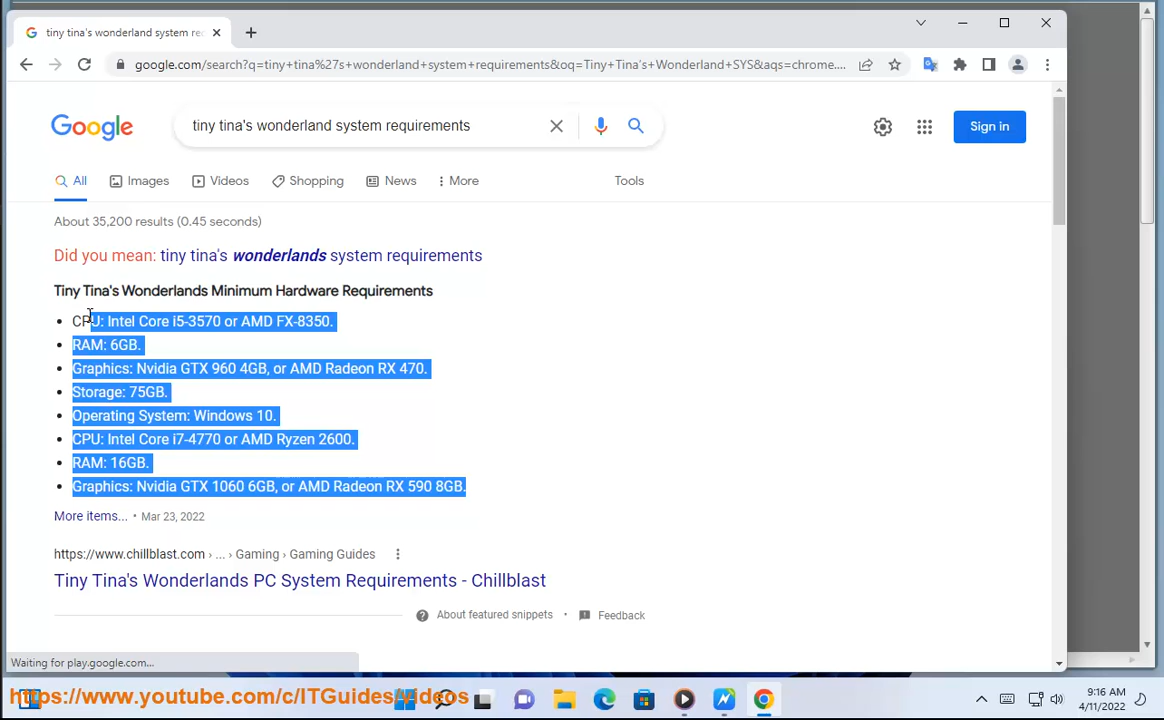 tiny tina's wonderland system re
google.com/search?q=tiny+tina%27s+wonderland+system+requirements&oq=Tiny+Tina's+Wonderland+SYS&aqs=chrome....
Google
tiny tina's wonderland system requirements
Sign in
All Images Videos Shopping News More Tools
About 35,200 results (0.45 seconds)
Did you mean: tiny tina's wonderlands system requirements
Tiny Tina's Wonderlands Minimum Hardware Requirements
• CPU: Intel Core i5-3570 or AMD FX-8350.
• RAM: 6GB.
• Graphics: Nvidia GTX 960 4GB, or AMD Radeon RX 470.
• Storage: 75GB.
• Operating System: Windows 10.
• CPU: Intel Core i7-4770 or AMD Ryzen 2600.
• RAM: 16GB.
• Graphics: Nvidia GTX 1060 6GB, or AMD Radeon RX 590 8GB.
More items... • Mar 23, 2022
https://www.chillblast.com › ... › Gaming › Gaming Guides
Tiny Tina's Wonderlands PC System Requirements - Chillblast
About featured snippets • Feedback
Waiting for play.google.com...
https://www.youtube.com/c/ITGuides/videos
9:16 AM
4/11/2022